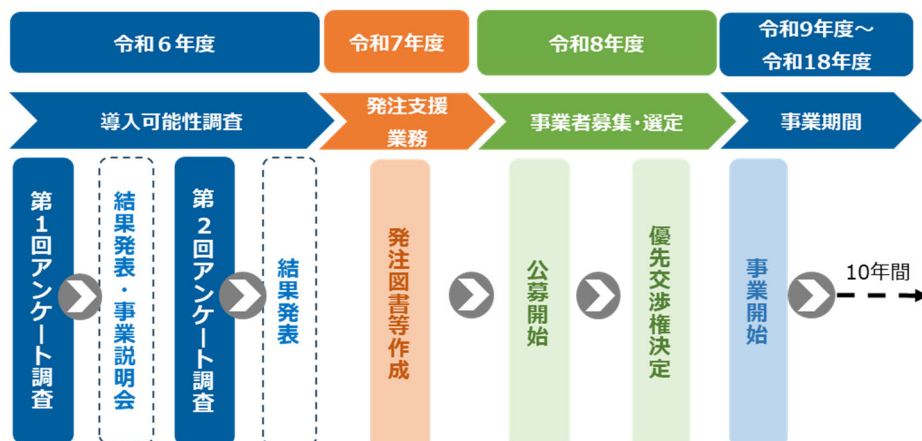 令和６年度
令和7年度
令和8年度
令和9年度～
令和18年度
導入可能性調査
発注支援
業務
事業者募集・選定
事業期間
第１回アンケート調査
結果発表・事業説明会
第２回アンケート調査
結果発表
発注図書等作成
公募開始
優先交渉権決定
事業開始
10年間